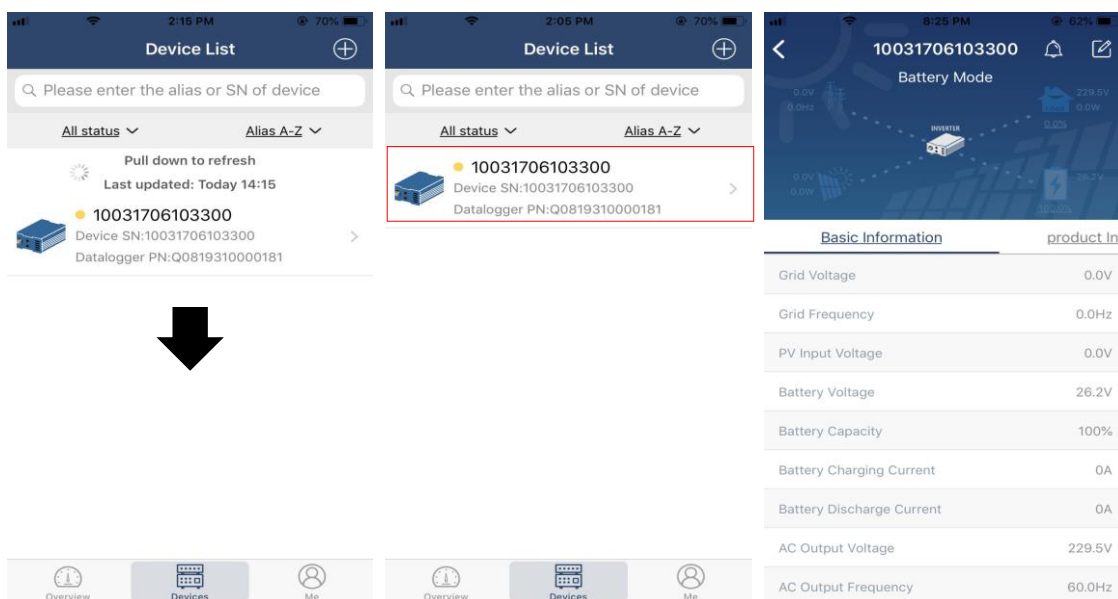 2:15 PM
70%
Device List
Please enter the alias or SN of device
All status
Alias A-Z
Pull down to refresh
Last updated: Today 14:15
10031706103300
Device SN:10031706103300
Datalogger PN:Q0819310000181
Overview
Devices
Me
2:05 PM
70%
Device List
Please enter the alias or SN of device
All status
Alias A-Z
10031706103300
Device SN:10031706103300
Datalogger PN:Q0819310000181
Overview
Devices
Me
8:25 PM
62%
10031706103300
Battery Mode
0.0V
0.0Hz
229.5V
0.0W
0.0%
INVERTER
0.0V
0.0W
26.2V
100.0%
Basic Information
product In
Grid Voltage 0.0V
Grid Frequency 0.0Hz
PV Input Voltage 0.0V
Battery Voltage 26.2V
Battery Capacity 100%
Battery Charging Current 0A
Battery Discharge Current 0A
AC Output Voltage 229.5V
AC Output Frequency 60.0Hz